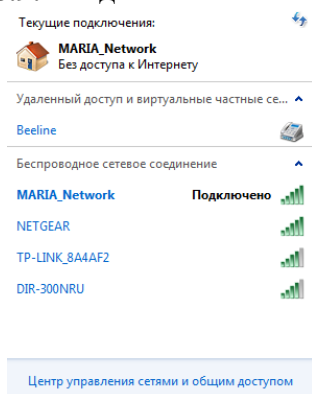 Текущие подключения:
MARIA_Network
Без доступа к Интернету
Удаленный доступ и виртуальные частные се...
Beeline
Беспроводное сетевое соединение
MARIA_Network Подключено
NETGEAR
TP-LINK_8A4AF2
DIR-300NRU
Центр управления сетями и общим доступом